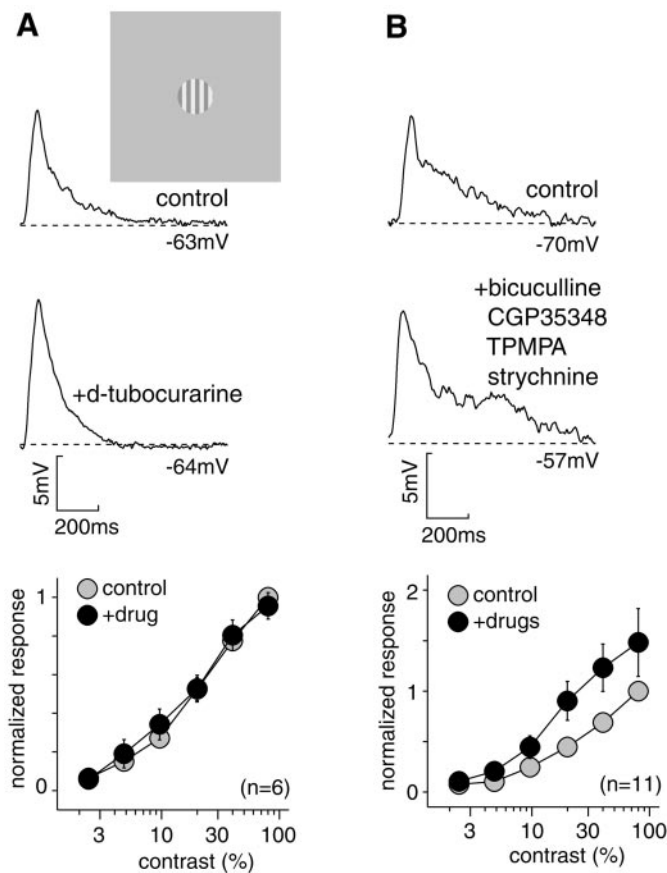 A
control
-63mV
+d-tubocurarine
-64mV
5mV
200ms
control
+drug
normalized response
1
0
(n=6)
3 10 30 100
contrast (%)
B
control
-70mV
+bicuculline
CGP35348
TPMPA
strychnine
-57mV
5mV
200ms
control
+drugs
normalized response
2
1
0
(n=11)
3 10 30 100
contrast (%)